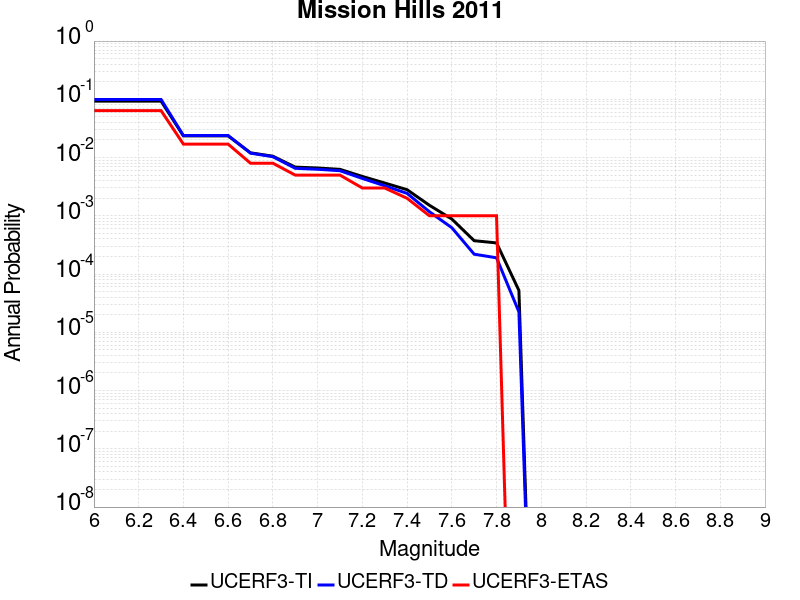 Mission Hills 2011
10^0
10^-1
10^-2
10^-3
10^-4
10^-5
10^-6
10^-7
10^-8
Annual Probability
6 6.2 6.4 6.6 6.8 7 7.2 7.4 7.6 7.8 8 8.2 8.4 8.6 8.8 9
Magnitude
UCERF3-TI UCERF3-TD UCERF3-ETAS